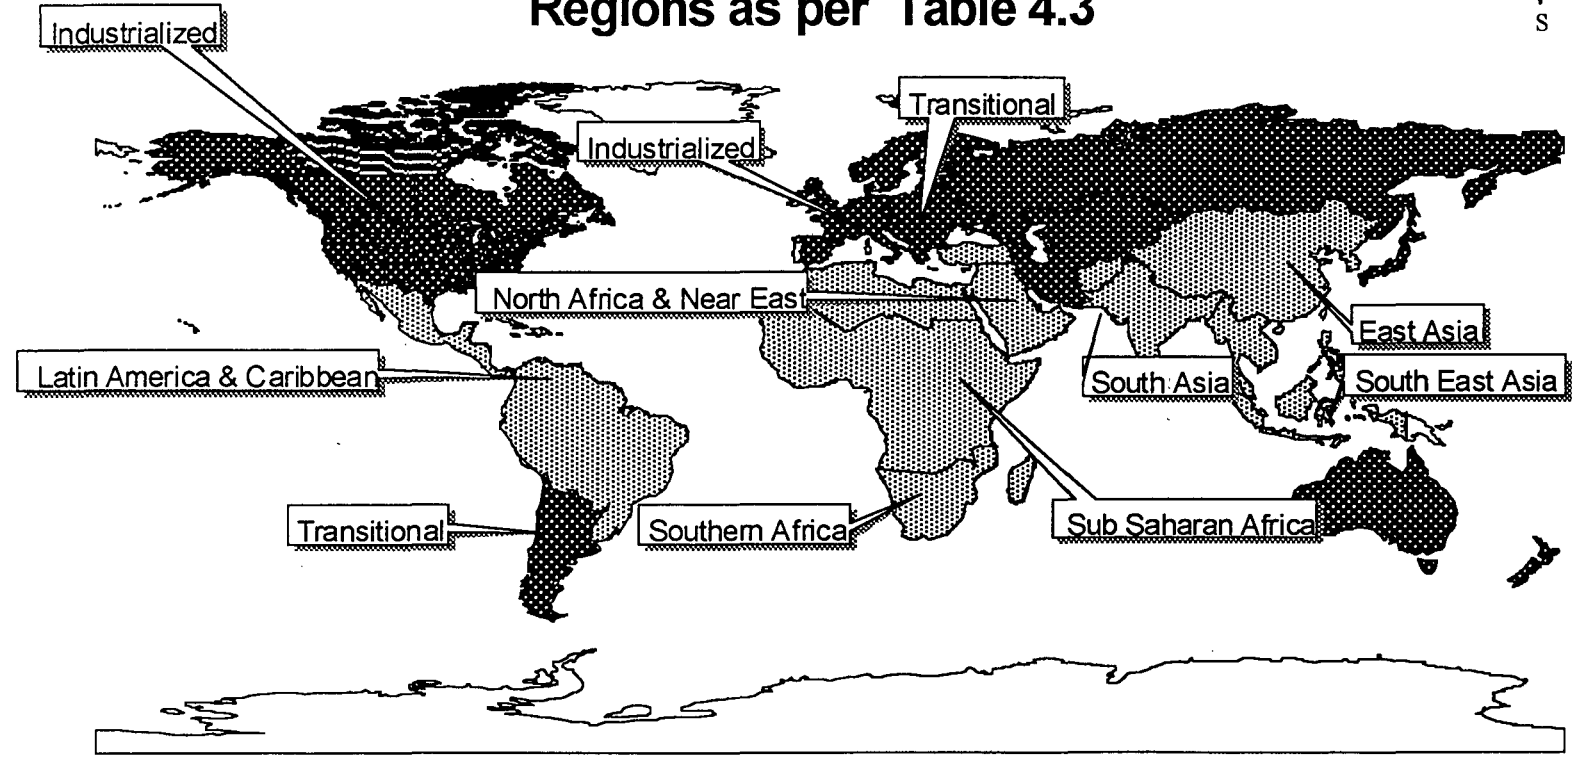 Regions as per Table 4.3
s
Industrialized
Transitional
Industrialized
North Africa & Near East
East Asia
Latin America & Caribbean
South Asia
South East Asia
Transitional
Southern Africa
Sub Saharan Africa